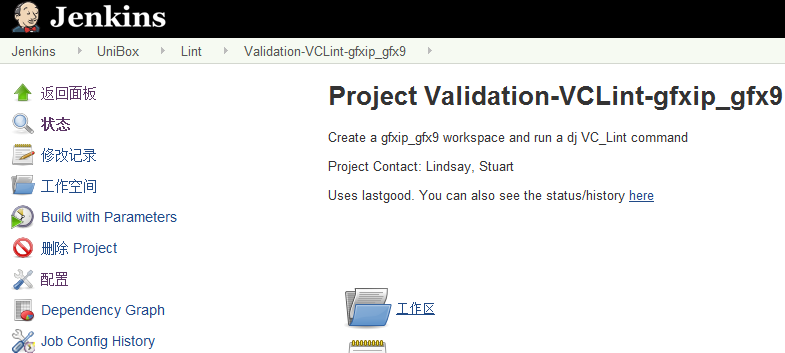 Jenkins
Jenkins UniBox Lint Validation-VCLint-gfxip_gfx9
返回面板
状态
修改记录
工作空间
Build with Parameters
删除 Project
配置
Dependency Graph
Job Config History
Project Validation-VCLint-gfxip_gfx9
Create a gfxip_gfx9 workspace and run a dj VC_Lint command
Project Contact: Lindsay, Stuart
Uses lastgood. You can also see the status/history here
工作区